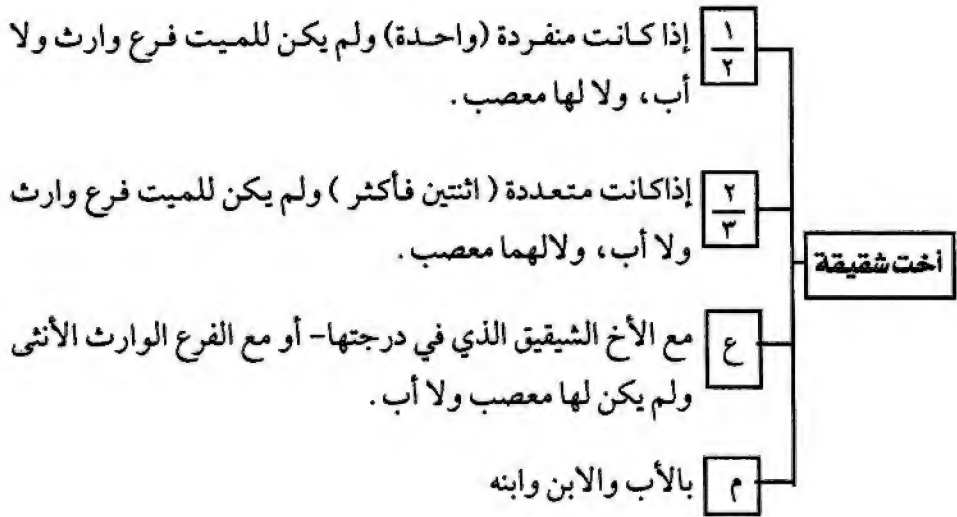 أخت شقيقة
١/٢ إذا كانت منفردة (واحدة) ولم يكن للميت فرع وارث ولا
أب، ولا لها معصب.
٢/٣ إذاكانت متعددة ( اثنتين فأكثر ) ولم يكن للميت فرع وارث
ولا أب، ولالهما معصب.
ع مع الأخ الشيقيق الذي في درجتها- أو مع الفرع الوارث الأنثى
ولم يكن لها معصب ولا أب.
م بالأب والابن وابنه